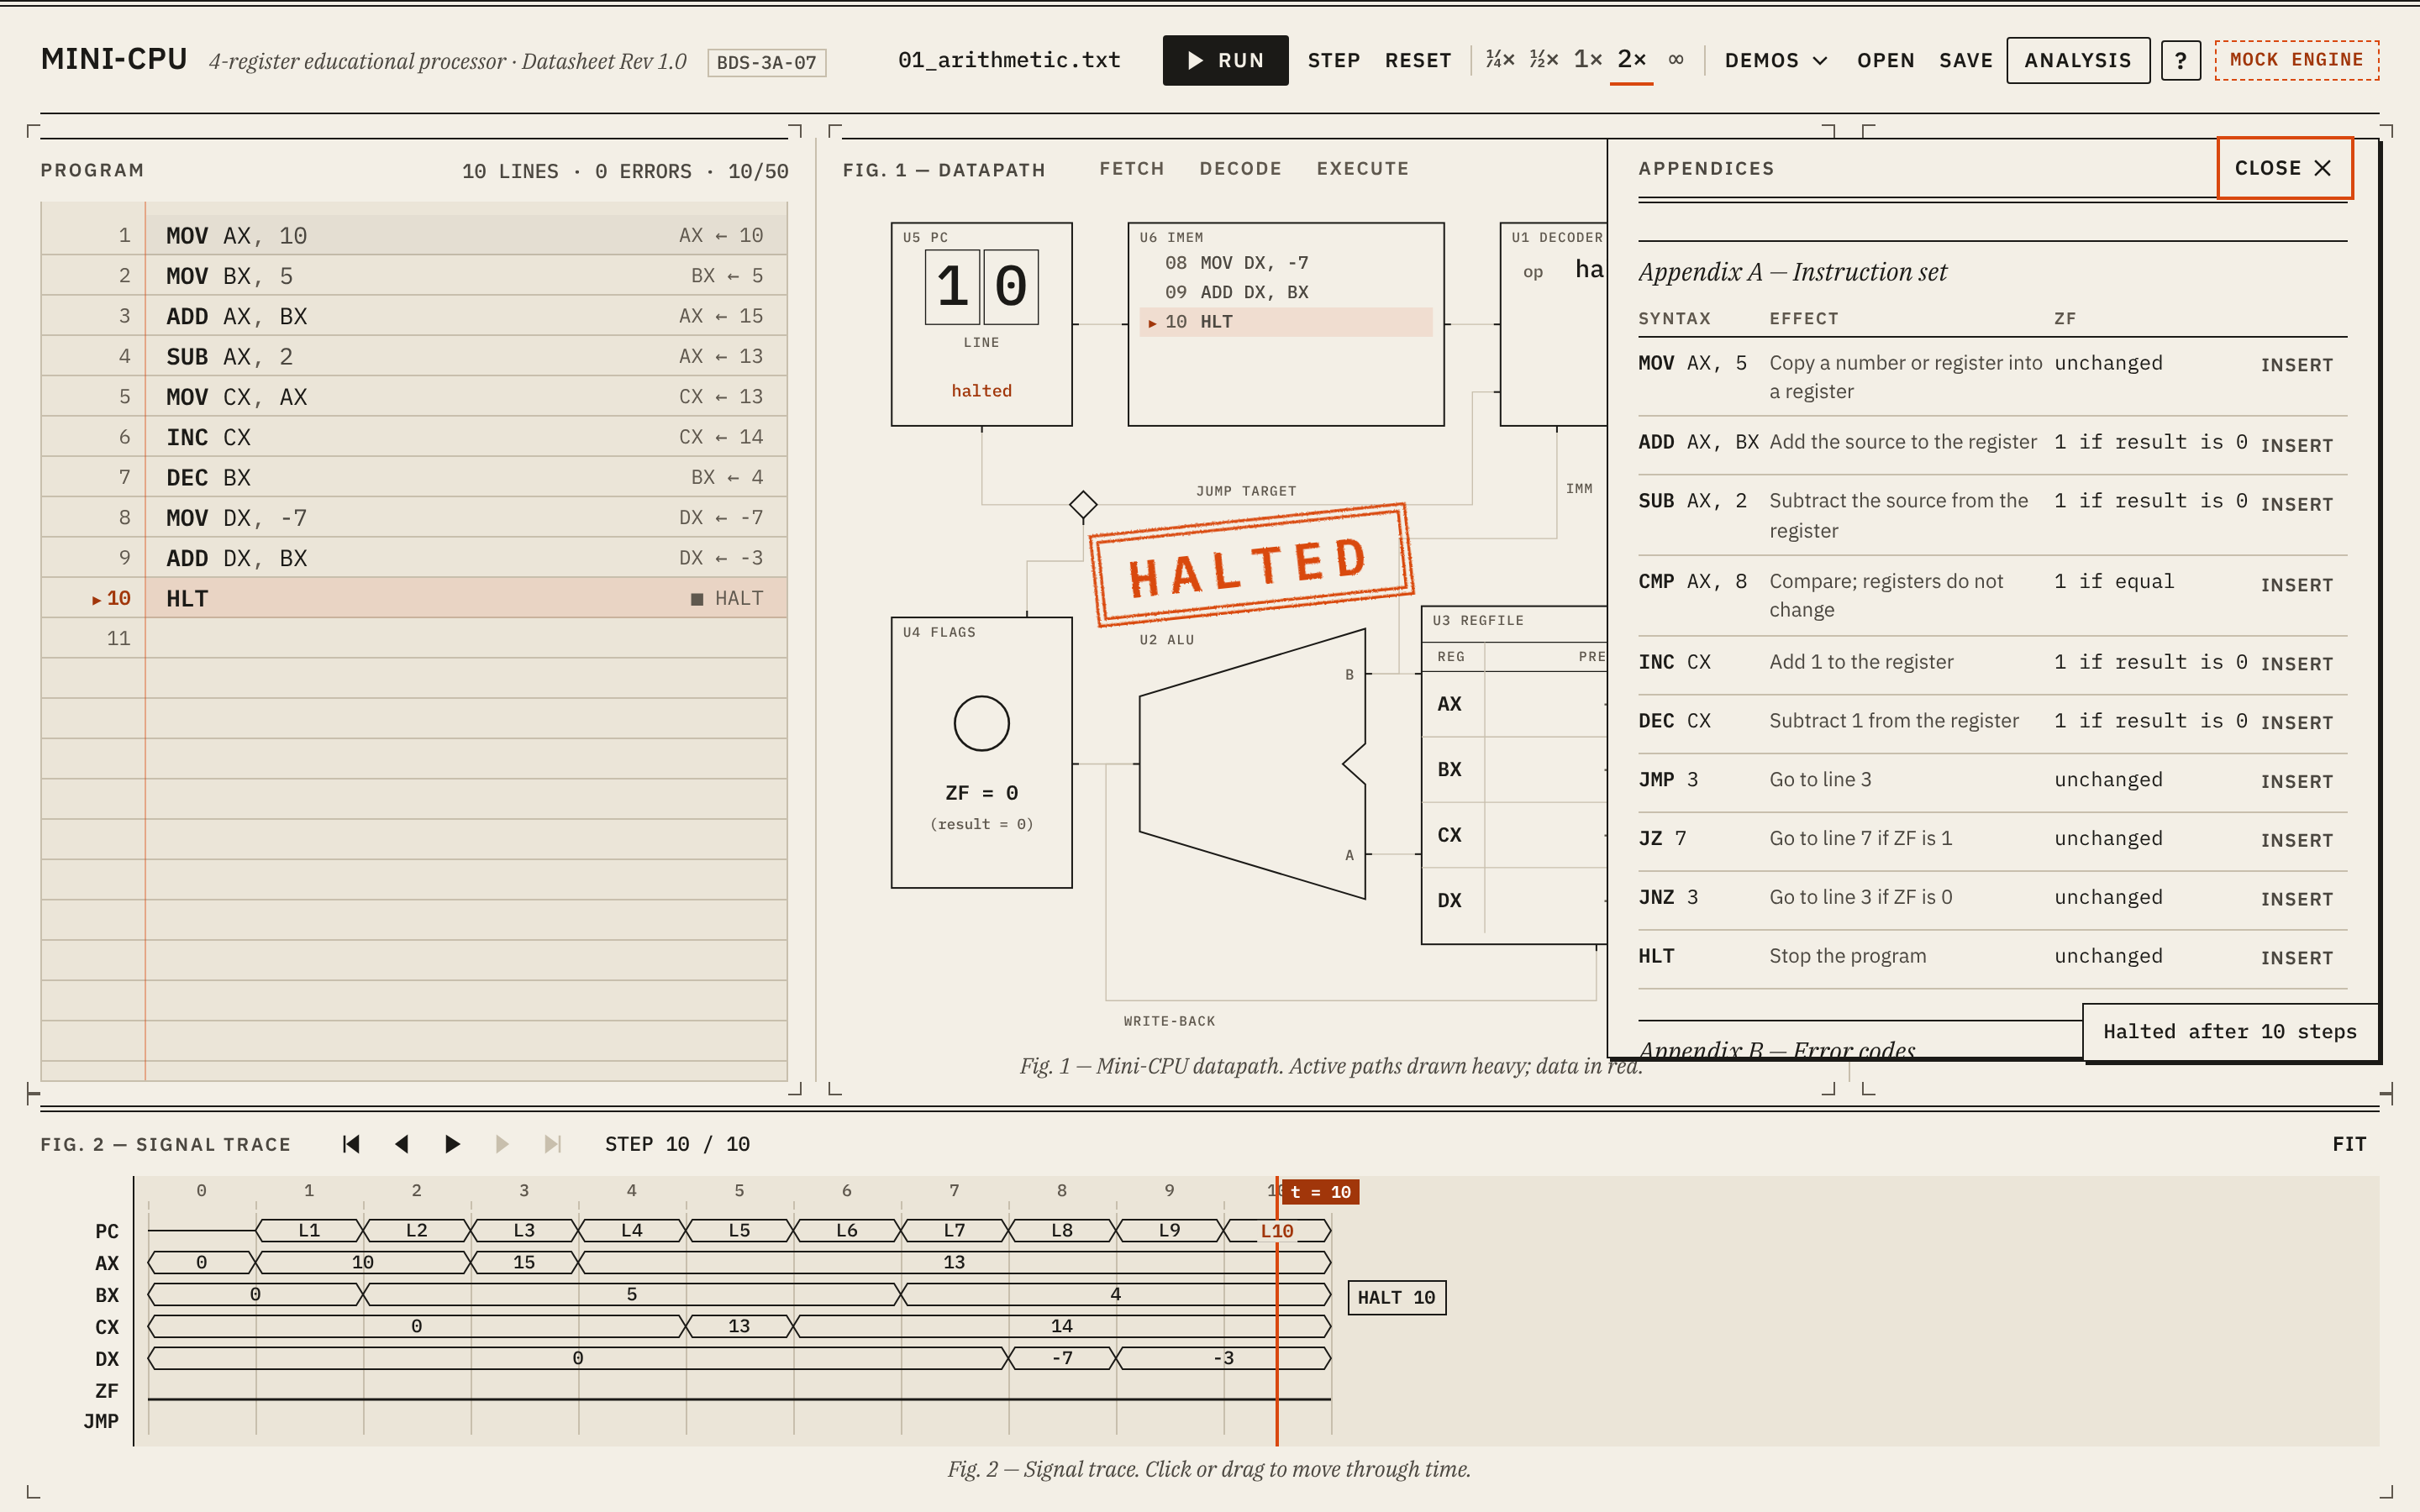 MINI-CPU 4-register educational processor · Datasheet Rev 1.0 BDS-3A-07 01_arithmetic.txt ▶ RUN STEP RESET ¼× ½× 1× 2× ∞ DEMOS OPEN SAVE ANALYSIS ? MOCK ENGINE
PROGRAM 10 LINES · 0 ERRORS · 10/50
1 MOV AX, 10 AX ← 10
2 MOV BX, 5 BX ← 5
3 ADD AX, BX AX ← 15
4 SUB AX, 2 AX ← 13
5 MOV CX, AX CX ← 14
6 INC CX CX ← 14
7 DEC BX BX ← 4
8 MOV DX, -7 DX ← -7
9 ADD DX, BX DX ← -3
▶ 10 HLT ■ HALT
11
FIG. 1 — DATAPATH FETCH DECODE EXECUTE
U5 PC
10
LINE
halted
U6 IMEM
08 MOV DX, -7
09 ADD DX, BX
▶ 10 HLT
U1 DECODER
op ha
JUMP TARGET
IMM
HALTED
U4 FLAGS
ZF = 0
(result = 0)
U2 ALU
B
A
U3 REGFILE
REG PRE
AX
BX
CX
DX
WRITE-BACK
Fig. 1 — Mini-CPU datapath. Active paths drawn heavy; data in red.
APPENDICES CLOSE ×
Appendix A — Instruction set
SYNTAX EFFECT ZF
MOV AX, 5 Copy a number or register into unchanged INSERT
a register
ADD AX, BX Add the source to the register 1 if result is 0 INSERT
SUB AX, 2 Subtract the source from the 1 if result is 0 INSERT
register
CMP AX, 8 Compare; registers do not 1 if equal INSERT
change
INC CX Add 1 to the register 1 if result is 0 INSERT
DEC CX Subtract 1 from the register 1 if result is 0 INSERT
JMP 3 Go to line 3 unchanged INSERT
JZ 7 Go to line 7 if ZF is 1 unchanged INSERT
JNZ 3 Go to line 3 if ZF is 0 unchanged INSERT
HLT Stop the program unchanged INSERT
Appendix B — Error codes
Halted after 10 steps
FIG. 2 — SIGNAL TRACE STEP 10 / 10 FIT
0 1 2 3 4 5 6 7 8 9 10 t = 10
PC L1 L2 L3 L4 L5 L6 L7 L8 L9 L10
AX 0 10 15 13
BX 0 5 4
HALT 10
CX 0 13 14
DX 0 -7 -3
ZF
JMP
Fig. 2 — Signal trace. Click or drag to move through time.